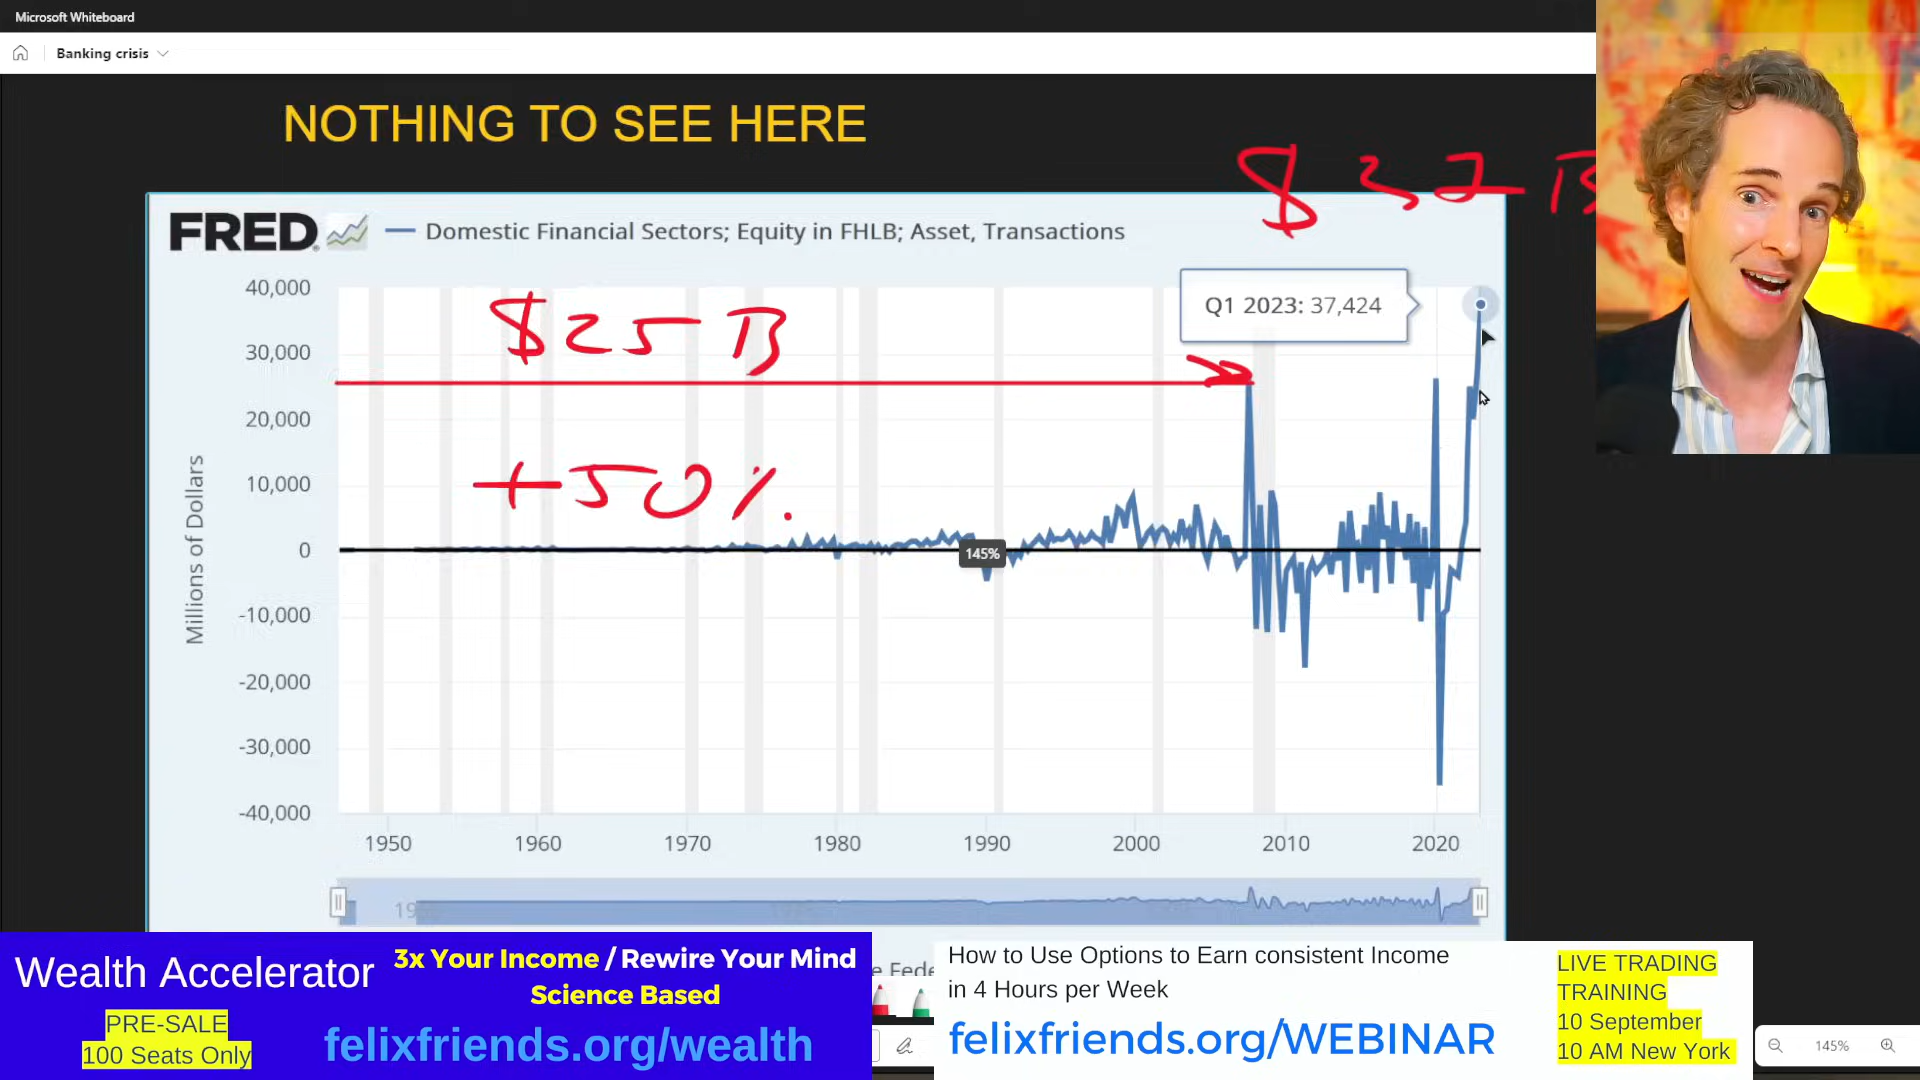 Microsoft Whiteboard
Banking crisis
NOTHING TO SEE HERE
$ 37 B
FRED
Domestic Financial Sectors; Equity in FHLB; Asset, Transactions
Q1 2023: 37,424
$25 B
+50%
Millions of Dollars
40,000
30,000
20,000
10,000
0
-10,000
-20,000
-30,000
-40,000
145%
1950
1960
1970
1980
1990
2000
2010
2020
Wealth Accelerator
PRE-SALE
100 Seats Only
3x Your Income / Rewire Your Mind
Science Based
felixfriends.org/wealth
How to Use Options to Earn consistent Income
in 4 Hours per Week
felixfriends.org/WEBINAR
LIVE TRADING
TRAINING
10 September
10 AM New York
145%